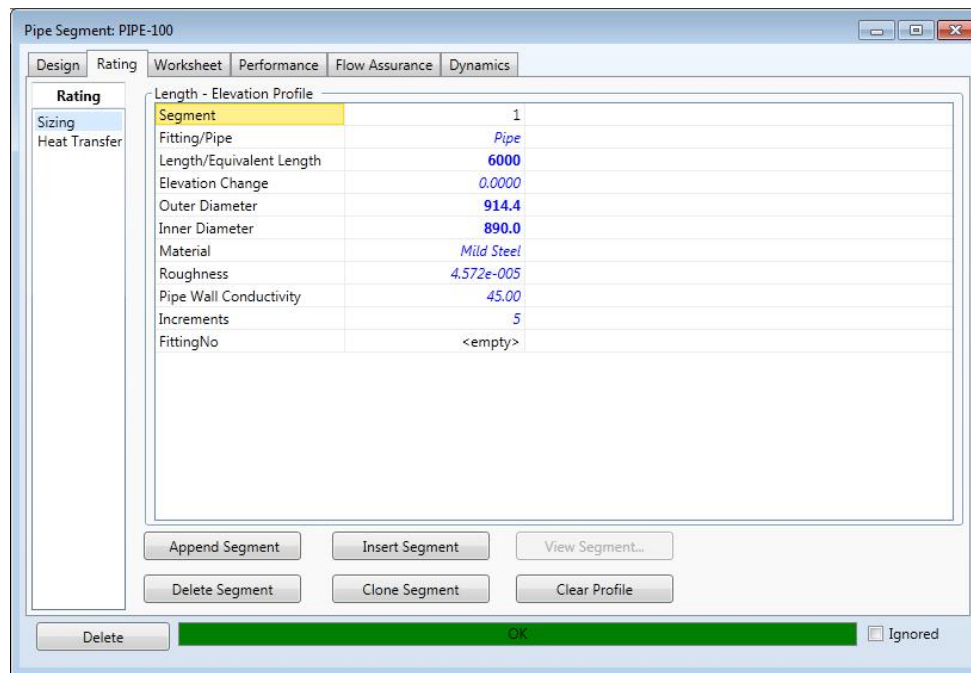 Pipe Segment: PIPE-100
Design Rating Worksheet Performance Flow Assurance Dynamics
Rating
Sizing
Heat Transfer
Length - Elevation Profile
Segment 1
Fitting/Pipe Pipe
Length/Equivalent Length 6000
Elevation Change 0.0000
Outer Diameter 914.4
Inner Diameter 890.0
Material Mild Steel
Roughness 4.572e-005
Pipe Wall Conductivity 45.00
Increments 5
FittingNo <empty>
Append Segment Insert Segment View Segment...
Delete Segment Clone Segment Clear Profile
Delete OK Ignored